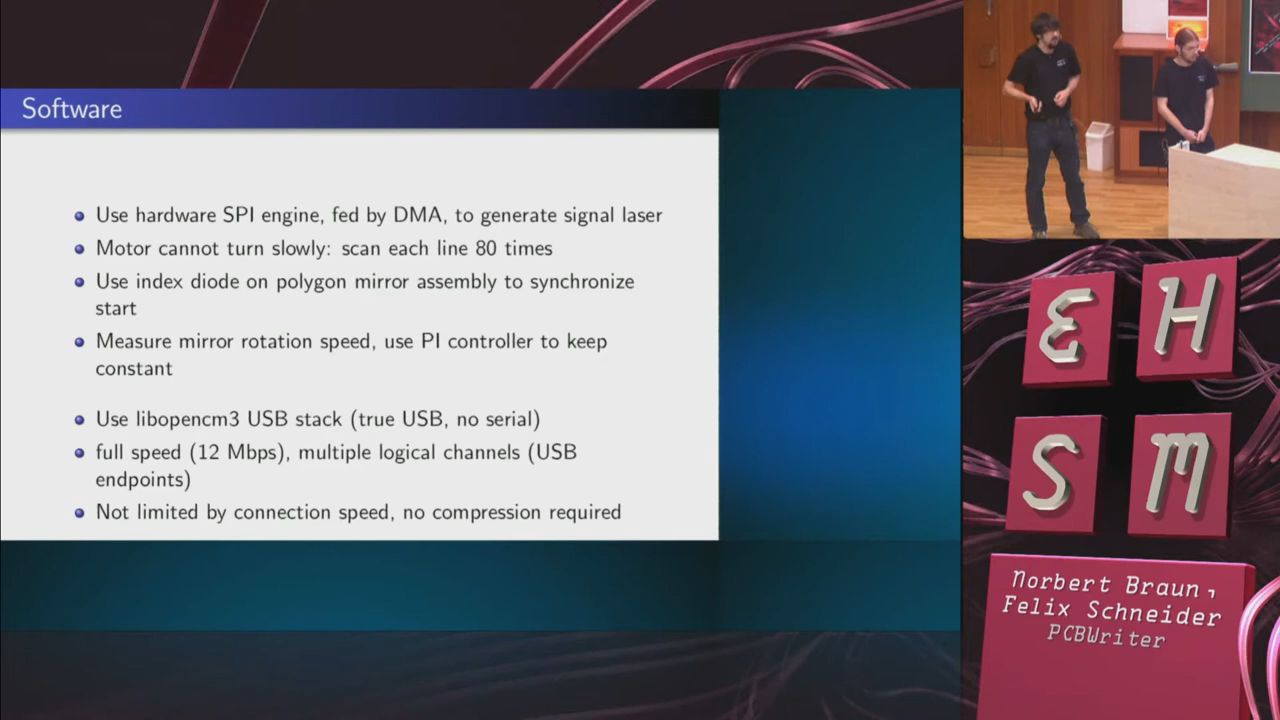 Software
Use hardware SPI engine, fed by DMA, to generate signal laser
Motor cannot turn slowly: scan each line 80 times
Use index diode on polygon mirror assembly to synchronize
start
Measure mirror rotation speed, use PI controller to keep
constant
Use libopencm3 USB stack (true USB, no serial)
full speed (12 Mbps), multiple logical channels (USB
endpoints)
Not limited by connection speed, no compression required
E H
S M
Norbert Braun,
Felix Schneider
PCBWriter